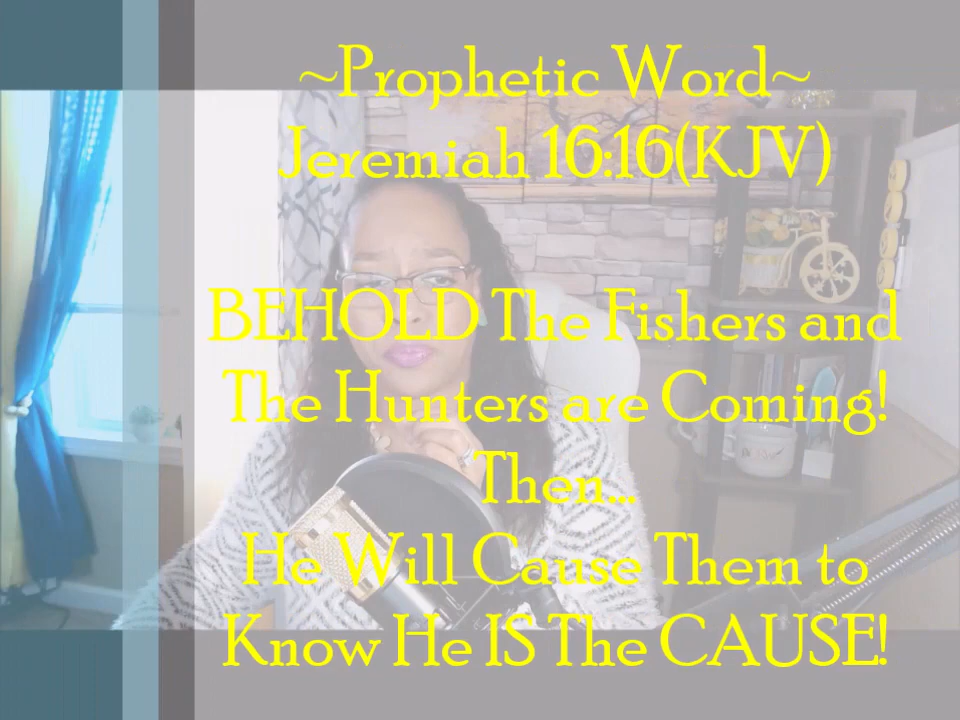 ~Prophetic Word~
Jeremiah 16:16(KJV)
BEHOLD The Fishers and
The Hunters are Coming!
Then...
He Will Cause Them to
Know He IS The CAUSE!